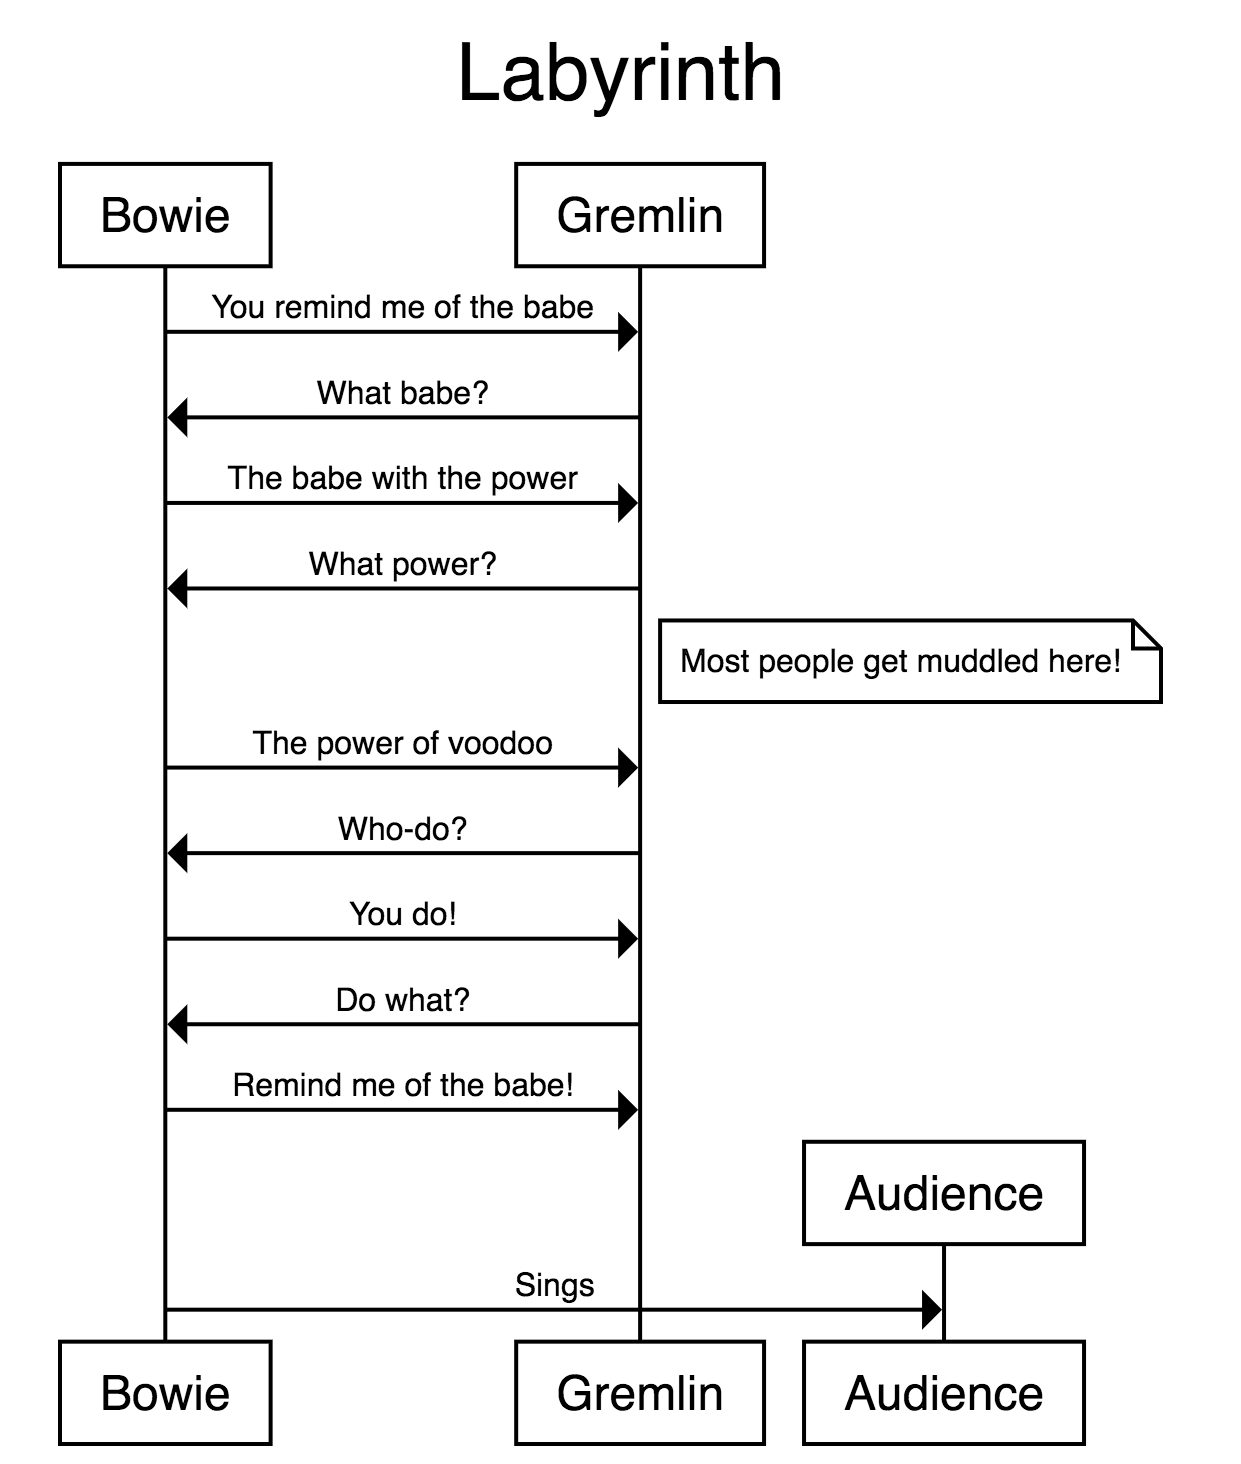 Labyrinth
Bowie
Gremlin
You remind me of the babe
What babe?
The babe with the power
What power?
Most people get muddled here!
The power of voodoo
Who-do?
You do!
Do what?
Remind me of the babe!
Audience
Sings
Bowie
Gremlin
Audience